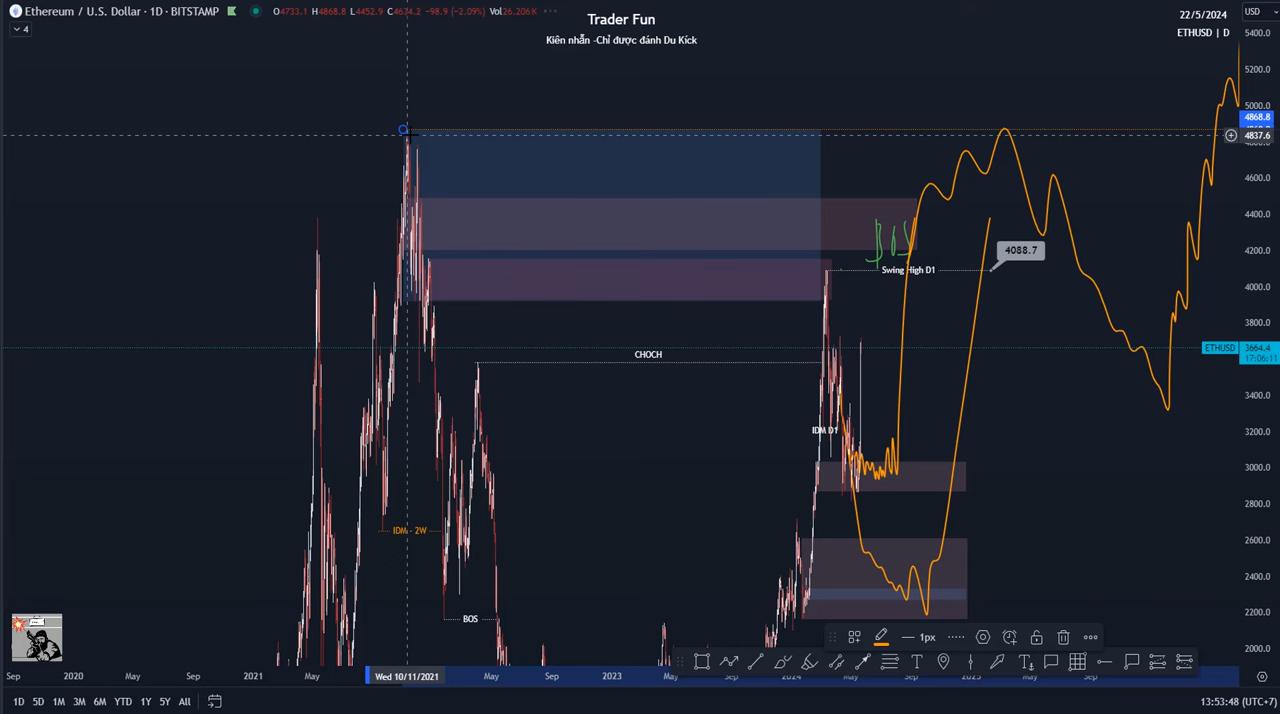 Ethereum / U.S. Dollar · 1D · BITSTAMP O4733.1 H4868.8 L4452.9 C4634.2 -98.9 (-2.09%) Vol26.206K
4
Trader Fun
Kiên nhẫn -Chỉ được đánh Du Kích
22/5/2024
ETHUSD | D
USD
5400.0
5200.0
5000.0
4868.8
4837.6
4600.0
4400.0
4200.0
4000.0
3800.0
ETHUSD 3664.4
17:06:11
3400.0
3200.0
3000.0
2800.0
2600.0
2400.0
2200.0
2000.0
BOS
4088.7
Swing High D1
CHOCH
IDM D1
IDM - 2W
BOS
1px
Sep 2020 May Sep 2021 May Wed 10/11/2021 May Sep 2023 May Sep 2024 May Sep 2025 May Sep
1D 5D 1M 3M 6M YTD 1Y 5Y All
13:53:48 (UTC+7)